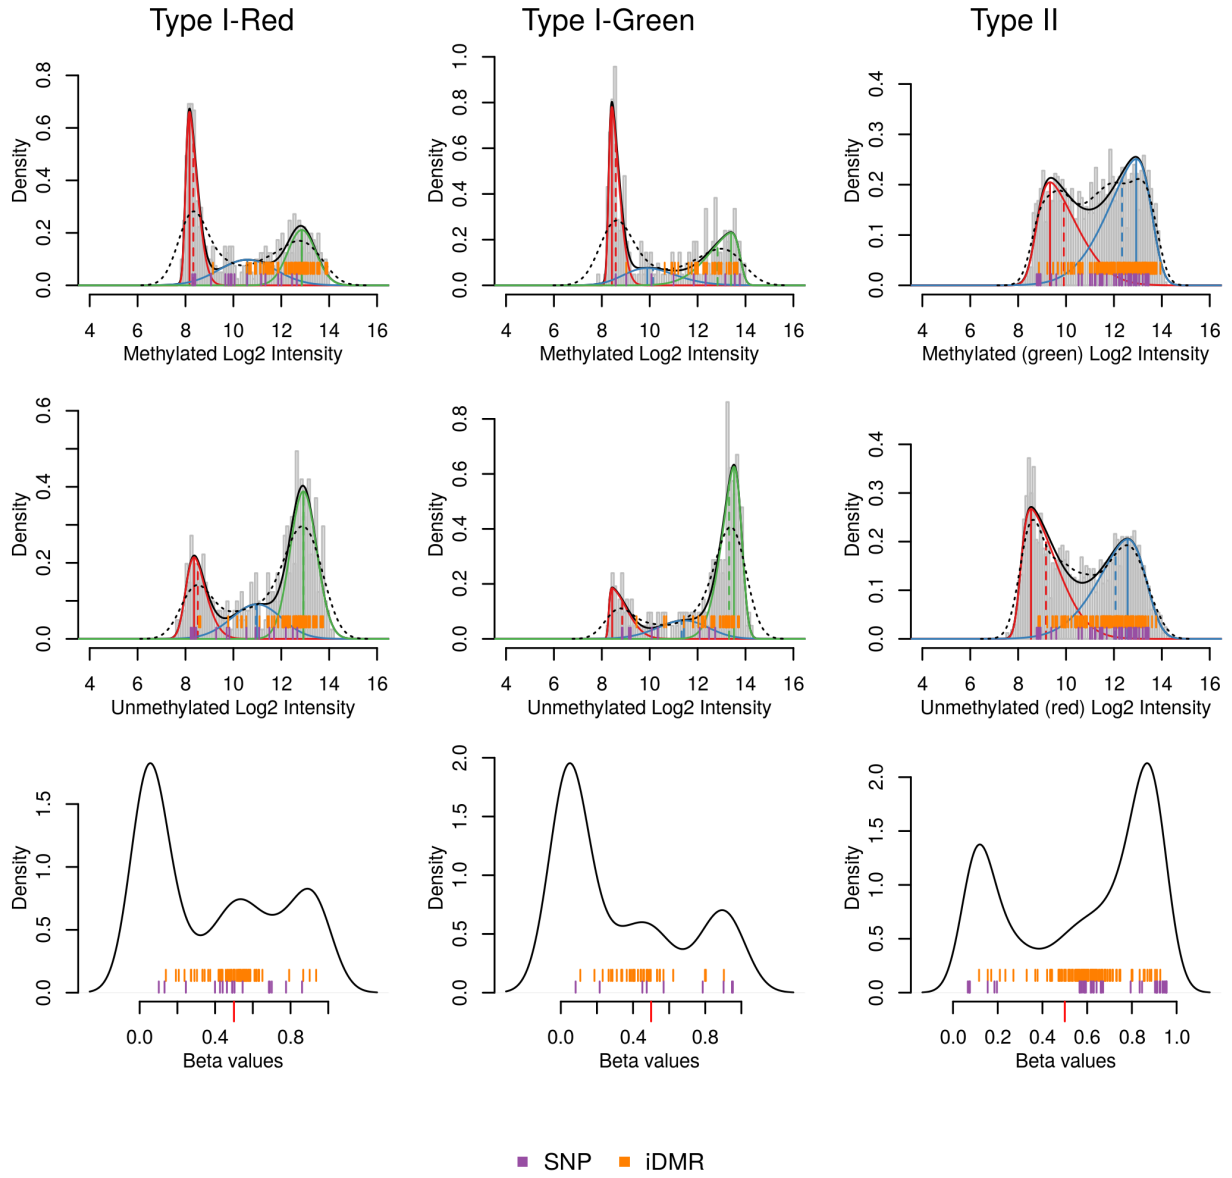 Type I-Red Type I-Green Type II
Density
0.0 0.2 0.4 0.6 0.8
4 6 8 10 12 14 16
Methylated Log2 Intensity
Density
0.0 0.2 0.4 0.6 0.8 1.0
4 6 8 10 12 14 16
Methylated Log2 Intensity
Density
0.0 0.1 0.2 0.3 0.4
4 6 8 10 12 14 16
Methylated (green) Log2 Intensity
Density
0.0 0.2 0.4 0.6
4 6 8 10 12 14 16
Unmethylated Log2 Intensity
Density
0.0 0.2 0.4 0.6 0.8
4 6 8 10 12 14 16
Unmethylated Log2 Intensity
Density
0.0 0.1 0.2 0.3 0.4
4 6 8 10 12 14 16
Unmethylated (red) Log2 Intensity
Density
0.0 0.5 1.0 1.5
0.0 0.4 0.8
Beta values
Density
0.0 0.5 1.0 1.5 2.0
0.0 0.4 0.8
Beta values
Density
0.0 0.5 1.0 1.5 2.0
0.0 0.2 0.4 0.6 0.8 1.0
Beta values
SNP iDMR